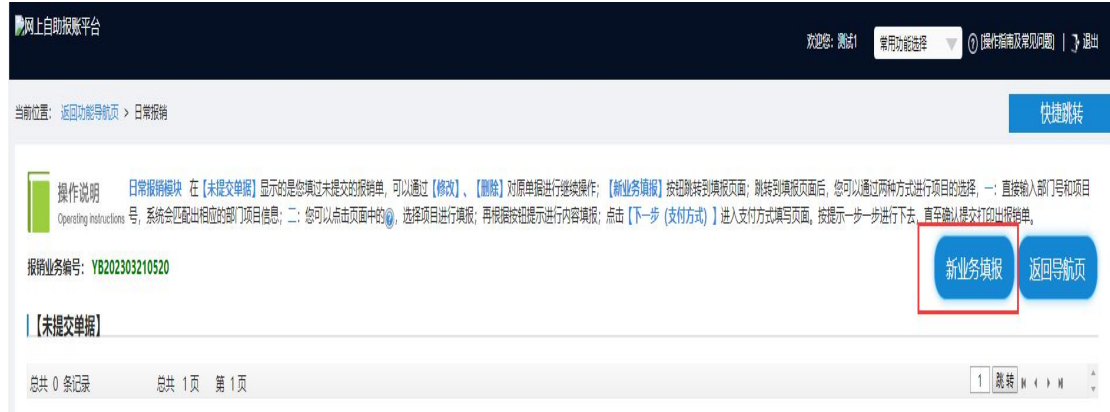 网上自助报账平台
欢迎您: 测试1 常用功能选择 ? [操作指南及常见问题] | 退出
当前位置: 返回功能导航页 > 日常报销
快捷跳转
操作说明
Operating instructions
日常报销模块 在【未提交单据】显示的是您填过未提交的报销单, 可以通过【修改】、【删除】对原单据进行继续操作; 【新业务填报】按钮跳转到填报页面; 跳转到填报页面后, 您可以通过两种方式进行项目的选择, 一: 直接输入部门号和项目
号, 系统会匹配出相应的部门项目信息; 二: 您可以点击页面中的?, 选择项目进行填报; 再根据按钮提示进行内容填报; 点击【下一步 (支付方式) 】进入支付方式填写页面。按提示一步一步进行下去, 直至确认提交打印出报销单。
报销业务编号: YB202303210520
新业务填报 返回导航页
【未提交单据】
总共 0 条记录 总共 1页 第 1页 1 跳转